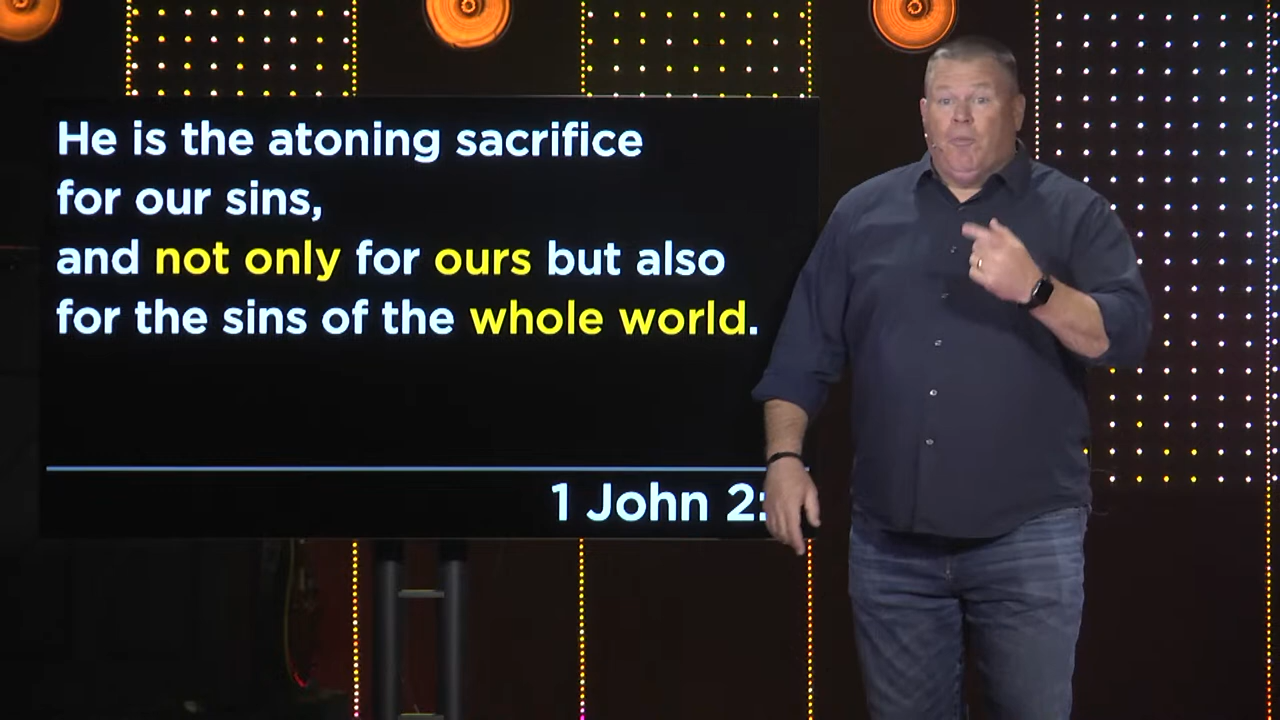 He is the atoning sacrifice
for our sins,
and not only for ours but also
for the sins of the whole world.
1 John 2: